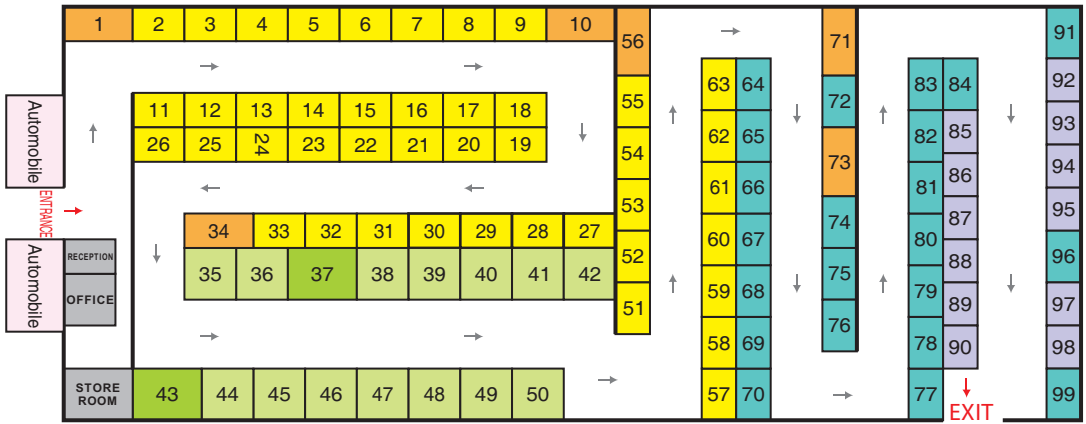 1 2 3 4 5 6 7 8 9 10
56
71
91
11 12 13 14 15 16 17 18
26 25 24 23 22 21 20 19
55
54
53
52
51
63 64
62 65
61 66
60 67
59 68
58 69
57 70
72
73
74
75
76
83 84
82 85
81 86
80 87
79 88
78 89
77 90
92
93
94
95
96
97
98
99
Automobile
ENTRANCE
Automobile
RECEPTION
OFFICE
34 33 32 31 30 29 28 27
35 36 37 38 39 40 41 42
STORE
ROOM
43 44 45 46 47 48 49 50
EXIT